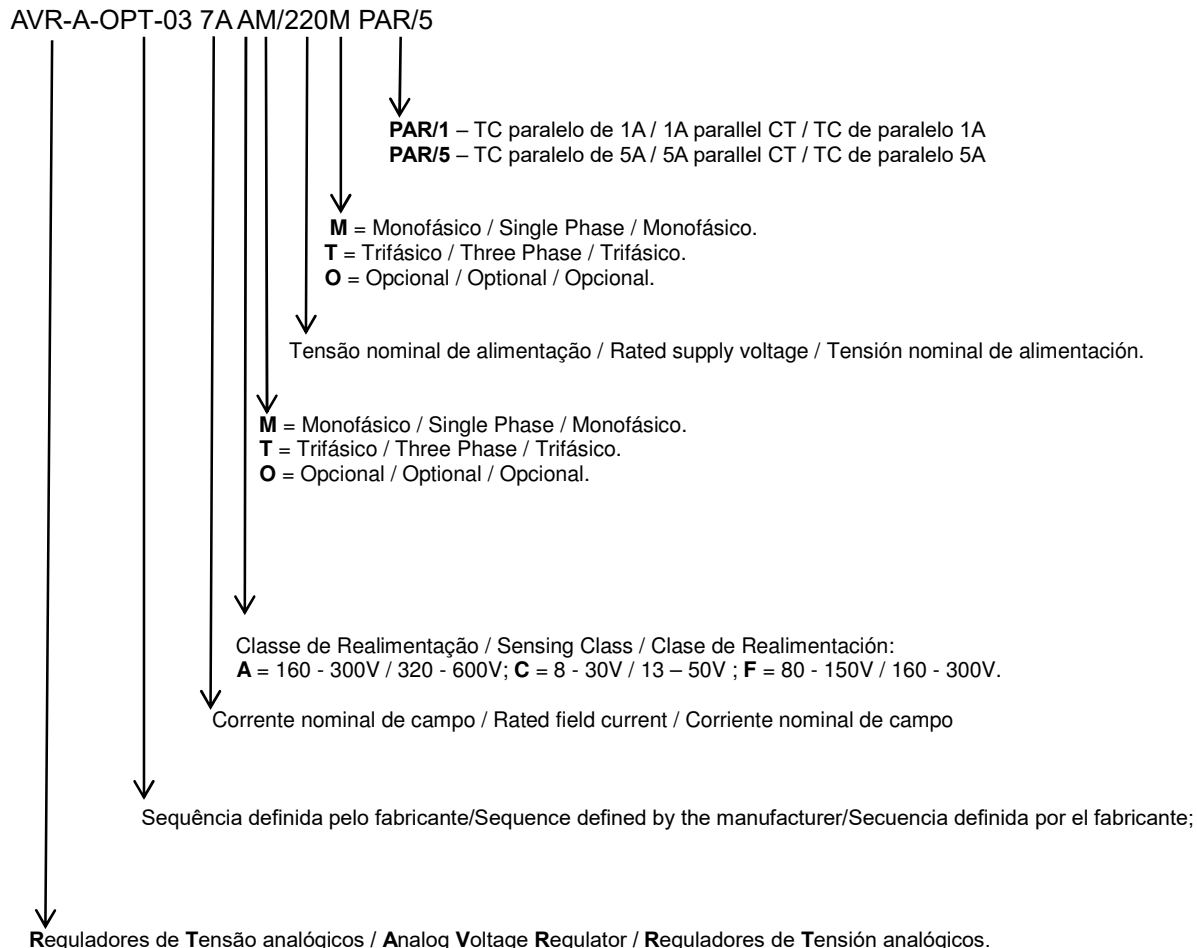 AVR-A-OPT-03 7A AM/220M PAR/5
PAR/1 – TC paralelo de 1A / 1A parallel CT / TC de paralelo 1A
PAR/5 – TC paralelo de 5A / 5A parallel CT / TC de paralelo 5A
M = Monofásico / Single Phase / Monofásico.
T = Trifásico / Three Phase / Trifásico.
O = Opcional / Optional / Opcional.
Tensão nominal de alimentação / Rated supply voltage / Tensión nominal de alimentación.
M = Monofásico / Single Phase / Monofásico.
T = Trifásico / Three Phase / Trifásico.
O = Opcional / Optional / Opcional.
Classe de Realimentação / Sensing Class / Clase de Realimentación:
A = 160 - 300V / 320 - 600V; C = 8 - 30V / 13 – 50V ; F = 80 - 150V / 160 - 300V.
Corrente nominal de campo / Rated field current / Corriente nominal de campo
Sequência definida pelo fabricante/Sequence defined by the manufacturer/Secuencia definida por el fabricante;
Reguladores de Tensão analógicos / Analog Voltage Regulator / Reguladores de Tensión analógicos.